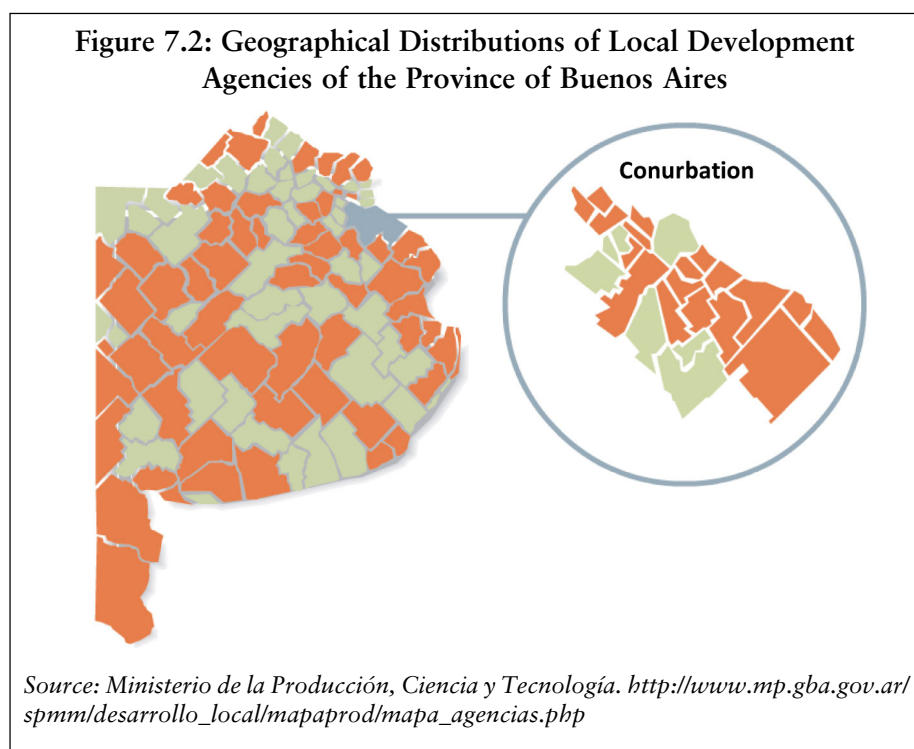 Figure 7.2: Geographical Distributions of Local Development
Agencies of the Province of Buenos Aires
Conurbation
Source: Ministerio de la Producción, Ciencia y Tecnología. http://www.mp.gba.gov.ar/
spmm/desarrollo_local/mapaprod/mapa_agencias.php